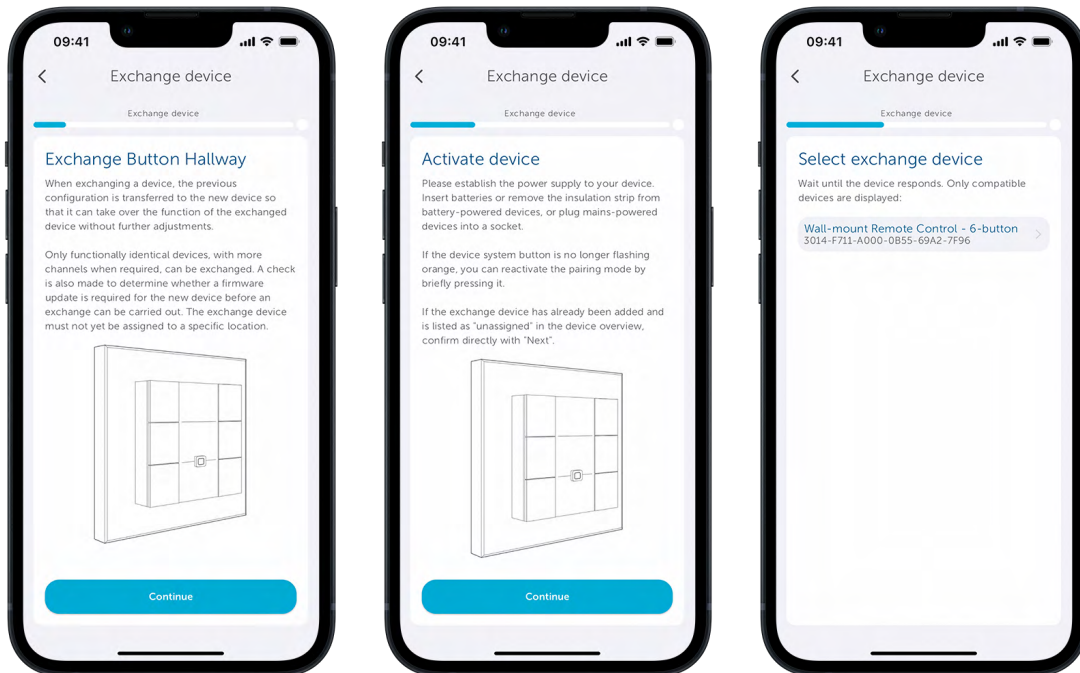 09:41
Exchange device
Exchange device
Exchange Button Hallway
When exchanging a device, the previous
configuration is transferred to the new device so
that it can take over the function of the exchanged
device without further adjustments.
Only functionally identical devices, with more
channels when required, can be exchanged. A check
is also made to determine whether a firmware
update is required for the new device before an
exchange can be carried out. The exchange device
must not yet be assigned to a specific location.
Continue
09:41
Exchange device
Exchange device
Activate device
Please establish the power supply to your device.
Insert batteries or remove the insulation strip from
battery-powered devices, or plug mains-powered
devices into a socket.
If the device system button is no longer flashing
orange, you can reactivate the pairing mode by
briefly pressing it.
If the exchange device has already been added and
is listed as "unassigned" in the device overview,
confirm directly with "Next".
Continue
09:41
Exchange device
Exchange device
Select exchange device
Wait until the device responds. Only compatible
devices are displayed:
Wall-mount Remote Control - 6-button
3014-F711-A000-0B55-69A2-7F96